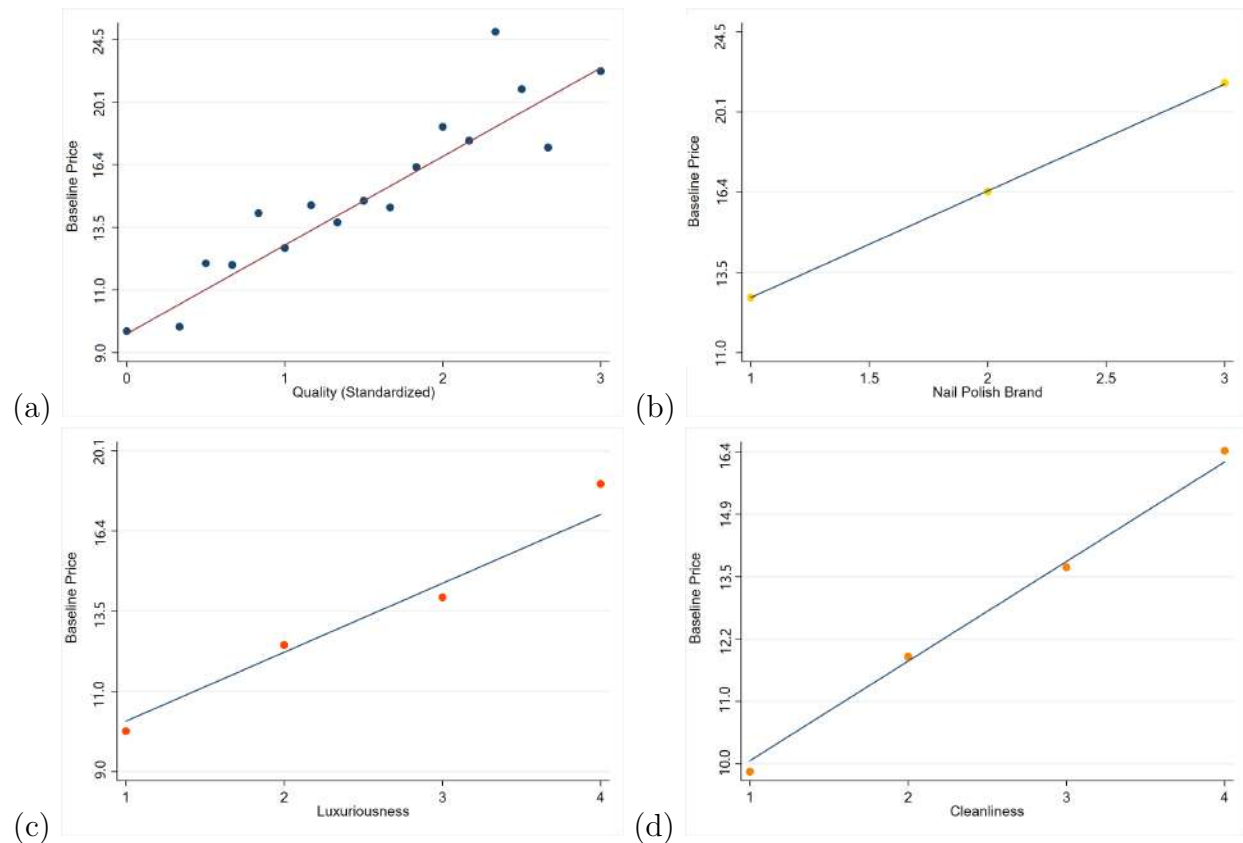 24.5
20.1
16.4
13.5
11.0
9.0
Baseline Price
0 1 2 3
Quality (Standardized)
(a)
24.5
20.1
16.4
13.5
11.0
Baseline Price
1 1.5 2 2.5 3
Nail Polish Brand
(b)
20.1
16.4
13.5
11.0
9.0
Baseline Price
1 2 3 4
Luxuriousness
(c)
16.4
14.9
13.5
12.2
11.0
10.0
Baseline Price
1 2 3 4
Cleanliness
(d)